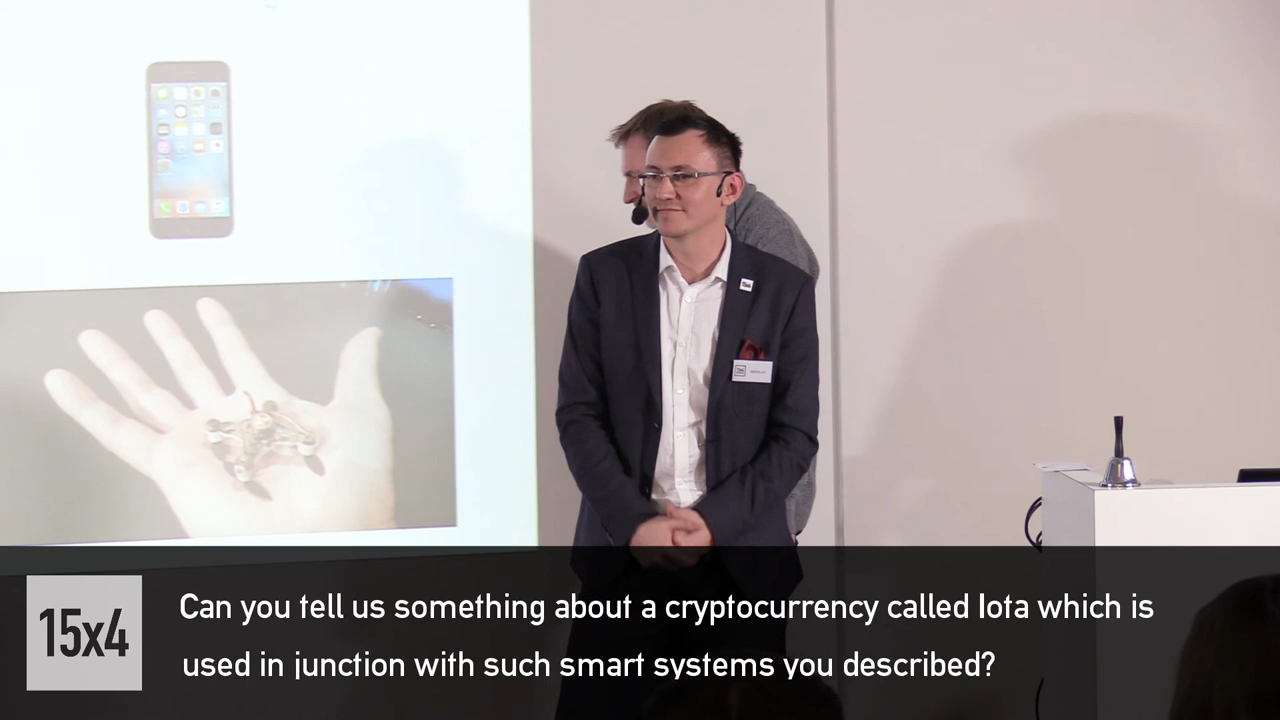 15x4
Can you tell us something about a cryptocurrency called Iota which is
used in junction with such smart systems you described?